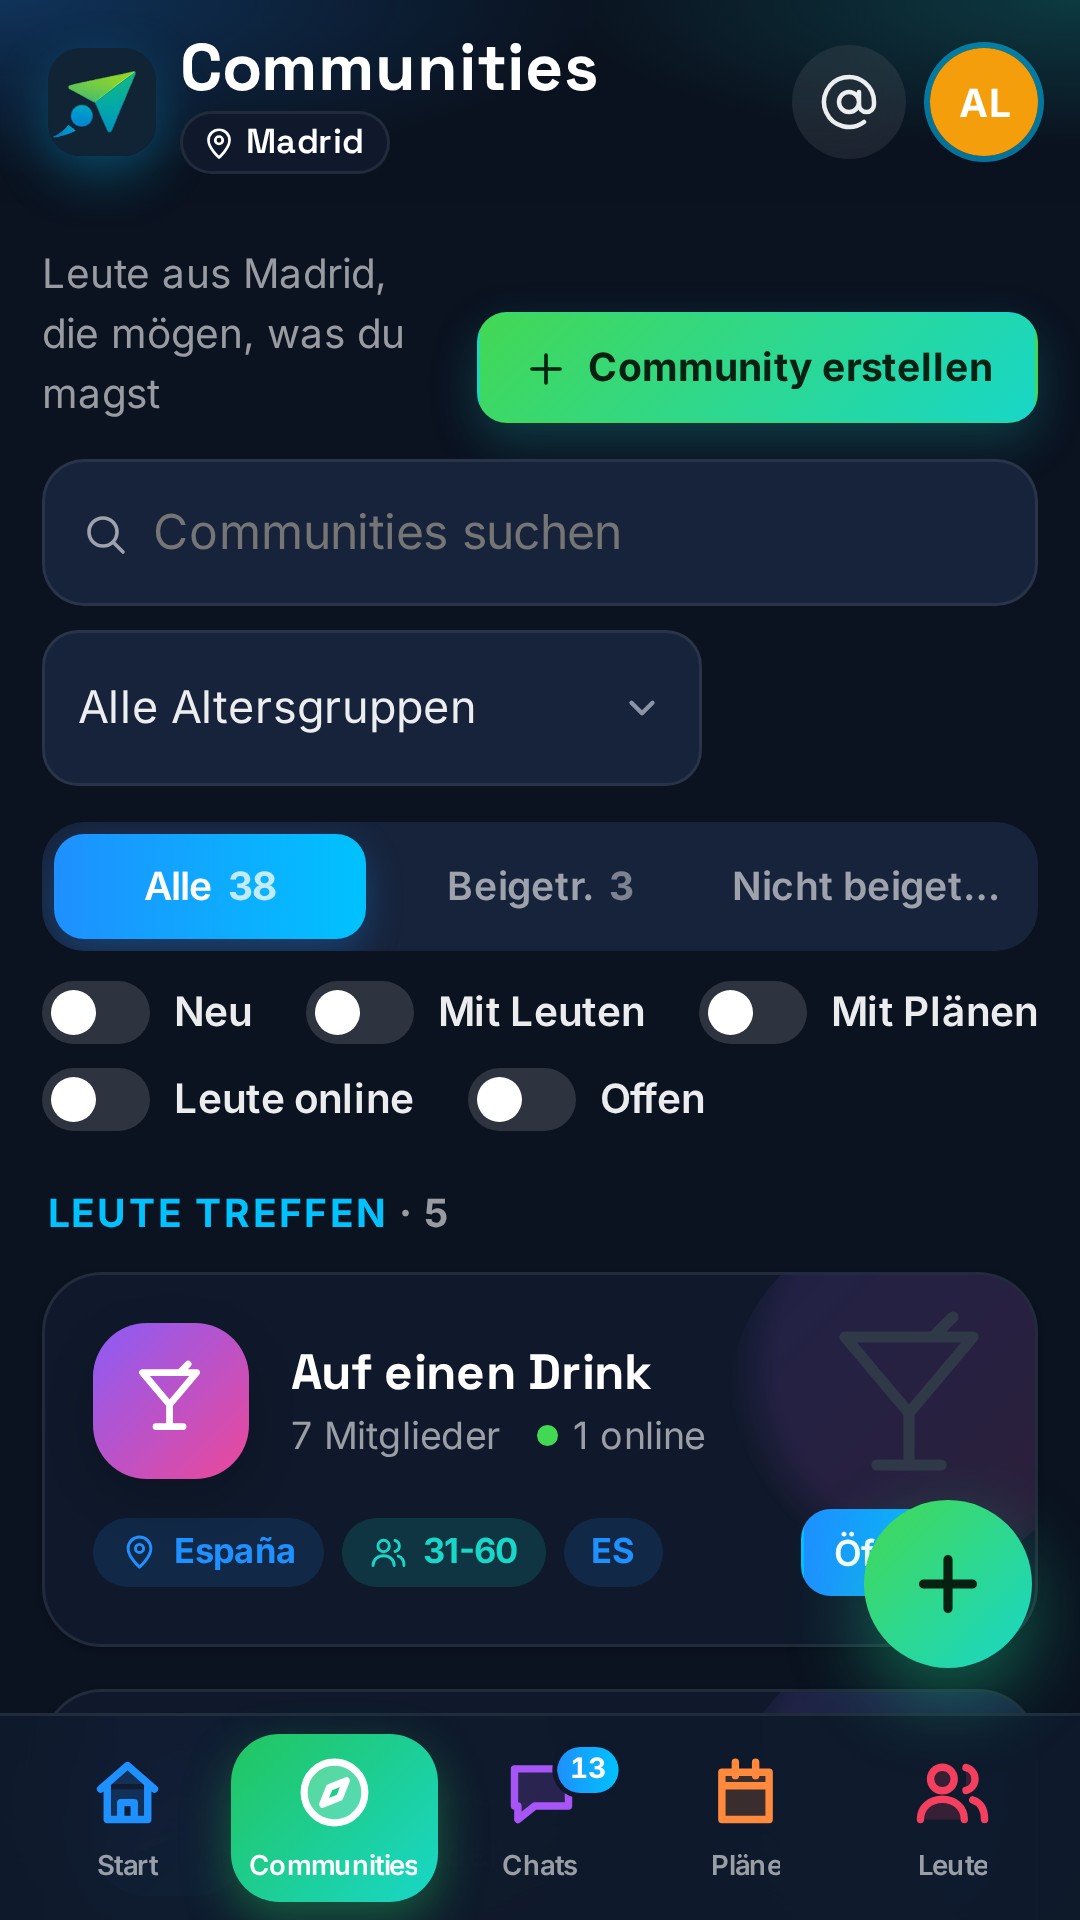 Communities
Madrid
AL
Leute aus Madrid,
die mögen, was du
magst
Community erstellen
Communities suchen
Alle Altersgruppen
Alle 38
Beigetr. 3
Nicht beiget...
Neu
Mit Leuten
Mit Plänen
Leute online
Offen
LEUTE TREFFEN · 5
Auf einen Drink
7 Mitglieder
1 online
España
31-60
ES
13
Start
Communities
Chats
Pläne
Leute